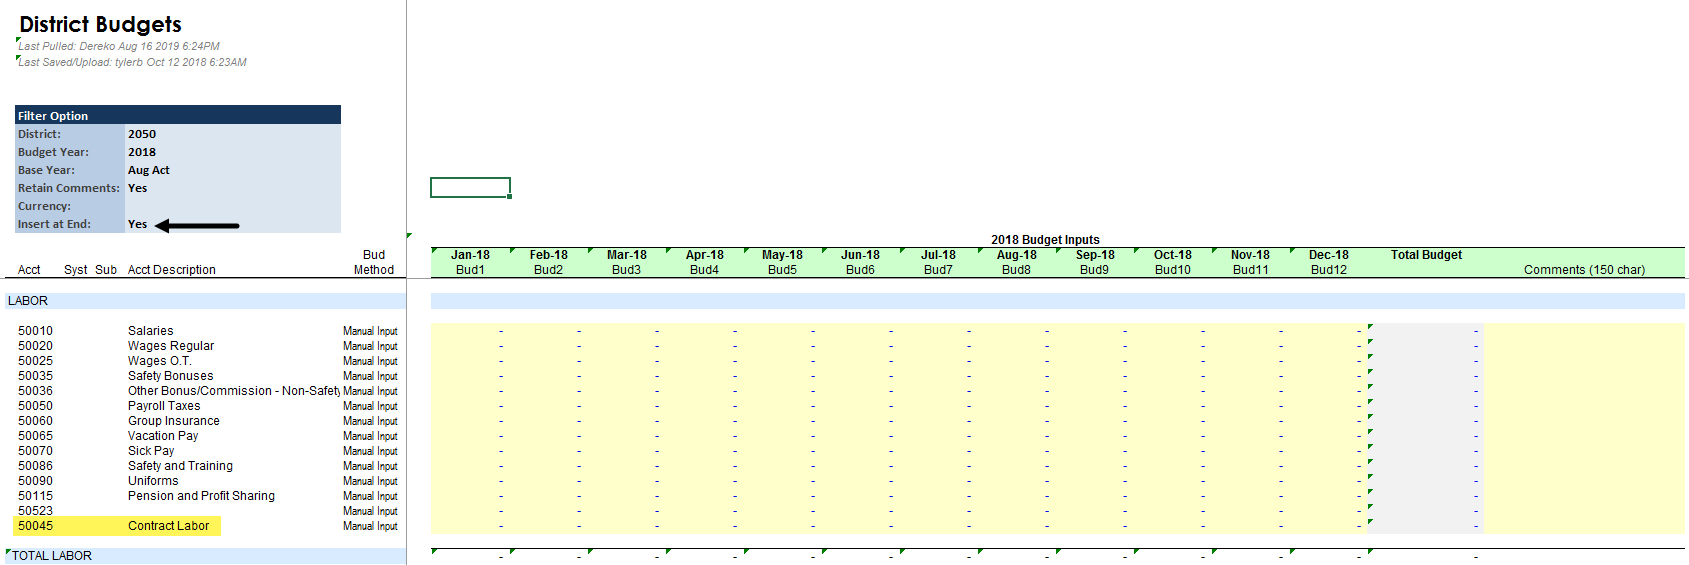 District Budgets
Last Pulled: Dereko Aug 16 2019 6:24PM
Last Saved/Upload: tylerb Oct 12 2018 6:23AM
Filter Option
District: 2050
Budget Year: 2018
Base Year: Aug Act
Retain Comments: Yes
Currency:
Insert at End: Yes
2018 Budget Inputs
Bud Jan-18 Feb-18 Mar-18 Apr-18 May-18 Jun-18 Jul-18 Aug-18 Sep-18 Oct-18 Nov-18 Dec-18 Total Budget
Acct Syst Sub Acct Description Method Bud1 Bud2 Bud3 Bud4 Bud5 Bud6 Bud7 Bud8 Bud9 Bud10 Bud11 Bud12 Comments (150 char)
LABOR
50010 Salaries Manual Input - - - - - - - - - - - - -
50020 Wages Regular Manual Input - - - - - - - - - - - - -
50025 Wages O.T. Manual Input - - - - - - - - - - - - -
50035 Safety Bonuses Manual Input - - - - - - - - - - - - -
50036 Other Bonus/Commission - Non-Safety Manual Input - - - - - - - - - - - - -
50050 Payroll Taxes Manual Input - - - - - - - - - - - - -
50060 Group Insurance Manual Input - - - - - - - - - - - - -
50065 Vacation Pay Manual Input - - - - - - - - - - - - -
50070 Sick Pay Manual Input - - - - - - - - - - - - -
50086 Safety and Training Manual Input - - - - - - - - - - - - -
50090 Uniforms Manual Input - - - - - - - - - - - - -
50115 Pension and Profit Sharing Manual Input - - - - - - - - - - - - -
50523 Manual Input - - - - - - - - - - - - -
50045 Contract Labor Manual Input - - - - - - - - - - - - -
TOTAL LABOR - - - - - - - - - - - - -